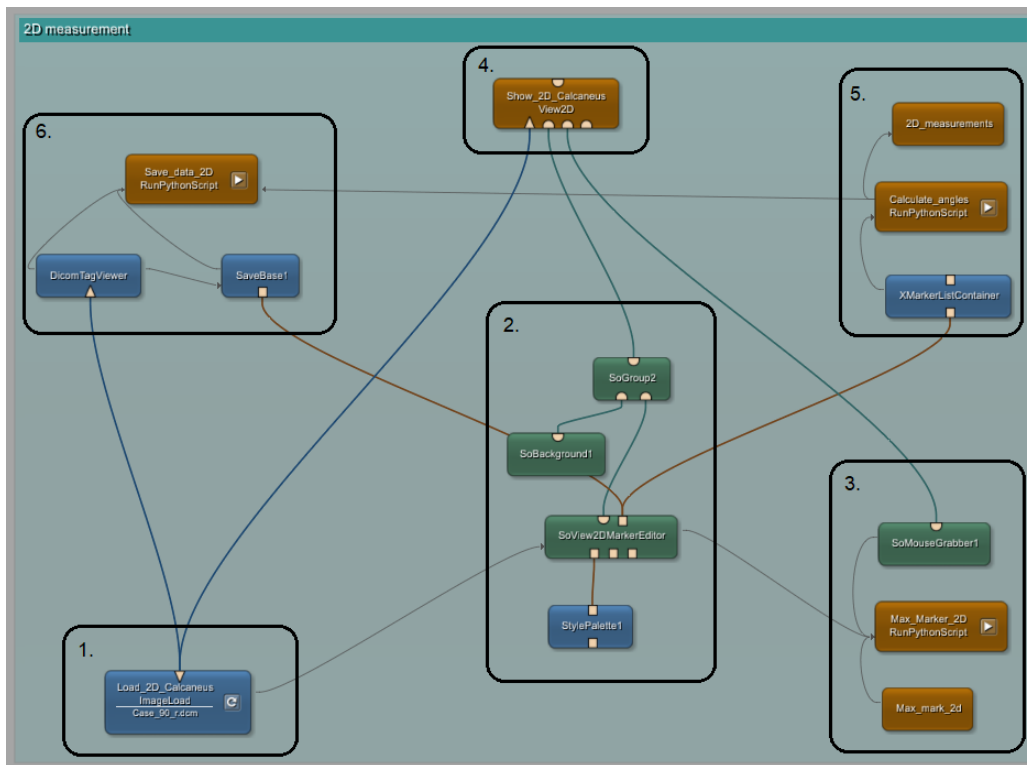 2D measurement
4.
Show_2D_Calcaneus
View2D
5.
2D_measurements
Calculate_angles
RunPythonScript
XMarkerListContainer
6.
Save_data_2D
RunPythonScript
DicomTagViewer
SaveBase1
2.
SoGroup2
SoBackground1
SoView2DMarkerEditor
StylePalette1
3.
SoMouseGrabber1
Max_Marker_2D
RunPythonScript
Max_mark_2d
1.
Load_2D_Calcaneus
ImageLoad
Case_90_r.dcm